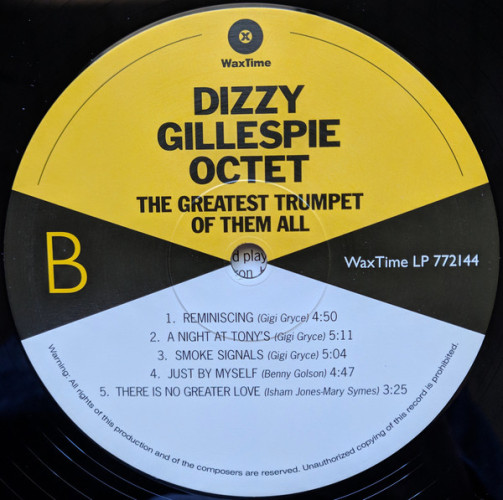 WaxTime
DIZZY
GILLESPIE
OCTET
THE GREATEST TRUMPET
OF THEM ALL
d play
on, t
B
WaxTime LP 772144
1. REMINISCING (Gigi Gryce) 4:50
2. A NIGHT AT TONY'S (Gigi Gryce) 5:11
3. SMOKE SIGNALS (Gigi Gryce) 5:04
4. JUST BY MYSELF (Benny Golson) 4:47
5. THERE IS NO GREATER LOVE (Isham Jones-Mary Symes) 3:25
Warning: All rights of this production and of the composers are reserved. Unauthorized copying of this record is prohibited.